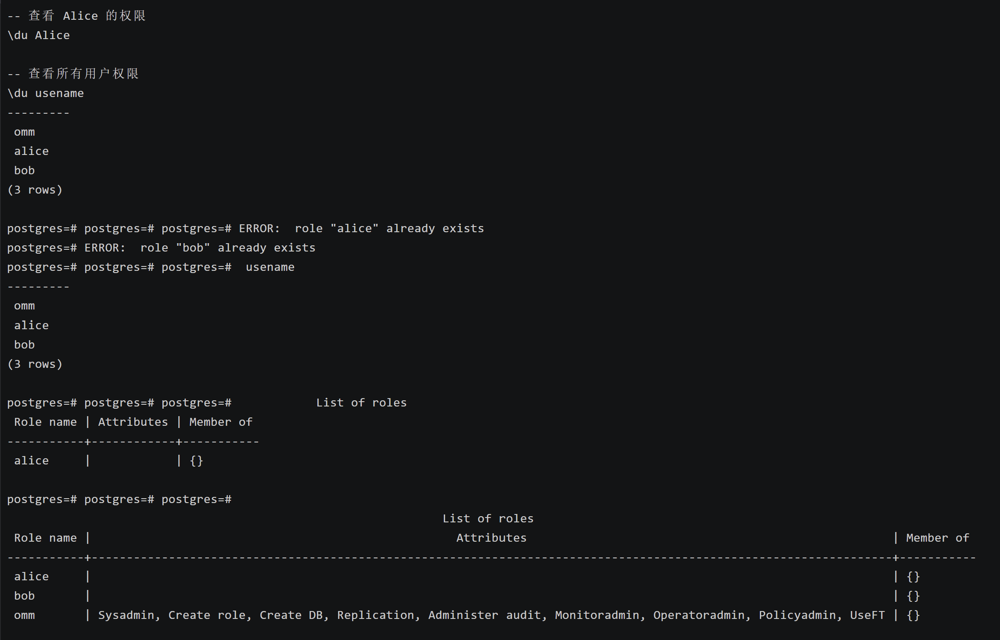 -- 查看 Alice 的权限
\du Alice
-- 查看所有用户权限
\du usename
---------
 omm
 alice
 bob
(3 rows)
postgres=# postgres=# postgres=# ERROR:  role "alice" already exists
postgres=# ERROR:  role "bob" already exists
postgres=# postgres=# postgres=#  usename
---------
 omm
 alice
 bob
(3 rows)
postgres=# postgres=# postgres=#            List of roles
 Role name | Attributes | Member of
-----------+------------+-----------
 alice     |            | {}
postgres=# postgres=# postgres=#
                                                              List of roles
 Role name |                                                    Attributes                                                    | Member of
-----------+------------------------------------------------------------------------------------------------------------------+-----------
 alice     |                                                                                                                  | {}
 bob       |                                                                                                                  | {}
 omm       | Sysadmin, Create role, Create DB, Replication, Administer audit, Monitoradmin, Operatoradmin, Policyadmin, UseFT | {}